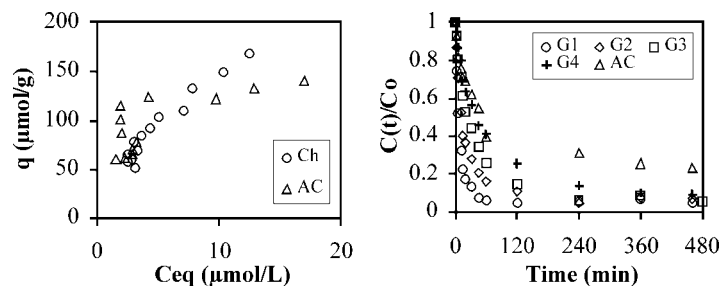 200
150
100
50
0
0 10 20
q (µmol/g)
Ceq (µmol/L)
Ch
AC
1
0.8
0.6
0.4
0.2
0
0 120 240 360 480
C(t)/Co
Time (min)
G1 G2 G3
G4 AC